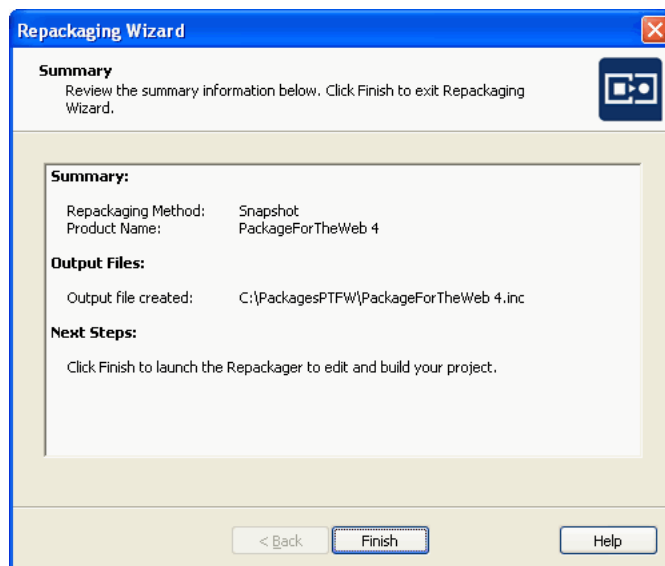 Repackaging Wizard
Summary
Review the summary information below. Click Finish to exit Repackaging
Wizard.
Summary:
Repackaging Method: Snapshot
Product Name: PackageForTheWeb 4
Output Files:
Output file created: C:\PackagesPTFW\PackageForTheWeb 4.inc
Next Steps:
Click Finish to launch the Repackager to edit and build your project.
< Back Finish Help